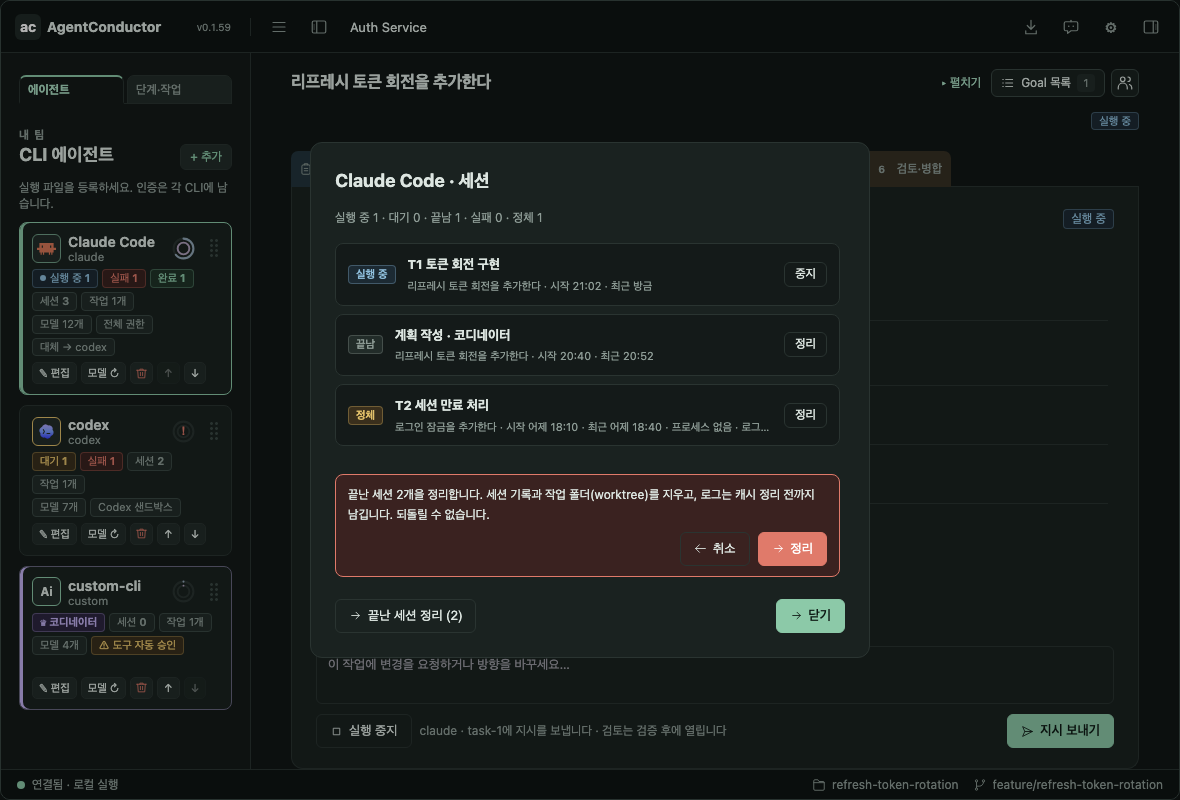 ac AgentConductor v0.1.59 Auth Service
에이전트 단계·작업
내 팀
CLI 에이전트 + 추가
실행 파일을 등록하세요. 인증은 각 CLI에 남
습니다.
Claude Code
claude
실행 중 1 실패 1 완료 1
세션 3 작업 1개
모델 12개 전체 권한
대체 → codex
✎ 편집 모델 ↻ ↑ ↓
codex
codex
대기 1 실패 1 세션 2
작업 1개
모델 7개 Codex 샌드박스
✎ 편집 모델 ↻ ↑ ↓
Ai custom-cli
custom
♛ 코디네이터 세션 0 작업 1개
모델 4개 ⚠ 도구 자동 승인
✎ 편집 모델 ↻ ↑ ↓
리프레시 토큰 회전을 추가한다
▸ 펼치기 Goal 목록 1
실행 중
6 검토·병합
실행 중
Claude Code · 세션
실행 중 1 · 대기 0 · 끝남 1 · 실패 0 · 정체 1
실행 중 T1 토큰 회전 구현
리프레시 토큰 회전을 추가한다 · 시작 21:02 · 최근 방금
중지
끝남 계획 작성 · 코디네이터
리프레시 토큰 회전을 추가한다 · 시작 20:40 · 최근 20:52
정리
정체 T2 세션 만료 처리
로그인 잠금을 추가한다 · 시작 어제 18:10 · 최근 어제 18:40 · 프로세스 없음 · 로그...
정리
끝난 세션 2개을 정리합니다. 세션 기록과 작업 폴더(worktree)를 지우고, 로그는 캐시 정리 전까지
남깁니다. 되돌릴 수 없습니다.
← 취소 → 정리
→ 끝난 세션 정리 (2) → 닫기
이 작업에 변경을 요청하거나 방향을 바꾸세요...
실행 중지 claude · task-1에 지시를 보냅니다 · 검토는 검증 후에 열립니다 지시 보내기
연결됨 · 로컬 실행 refresh-token-rotation feature/refresh-token-rotation